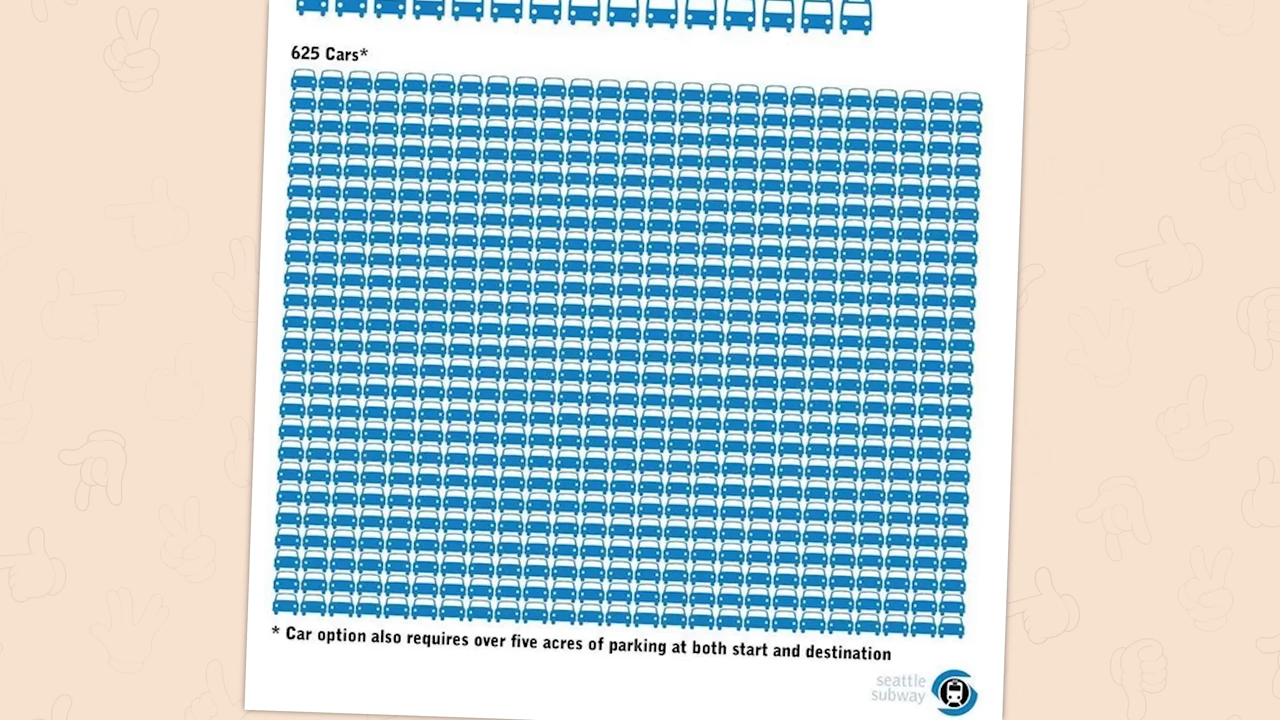 625 Cars*
* Car option also requires over five acres of parking at both start and destination
seattle
subway